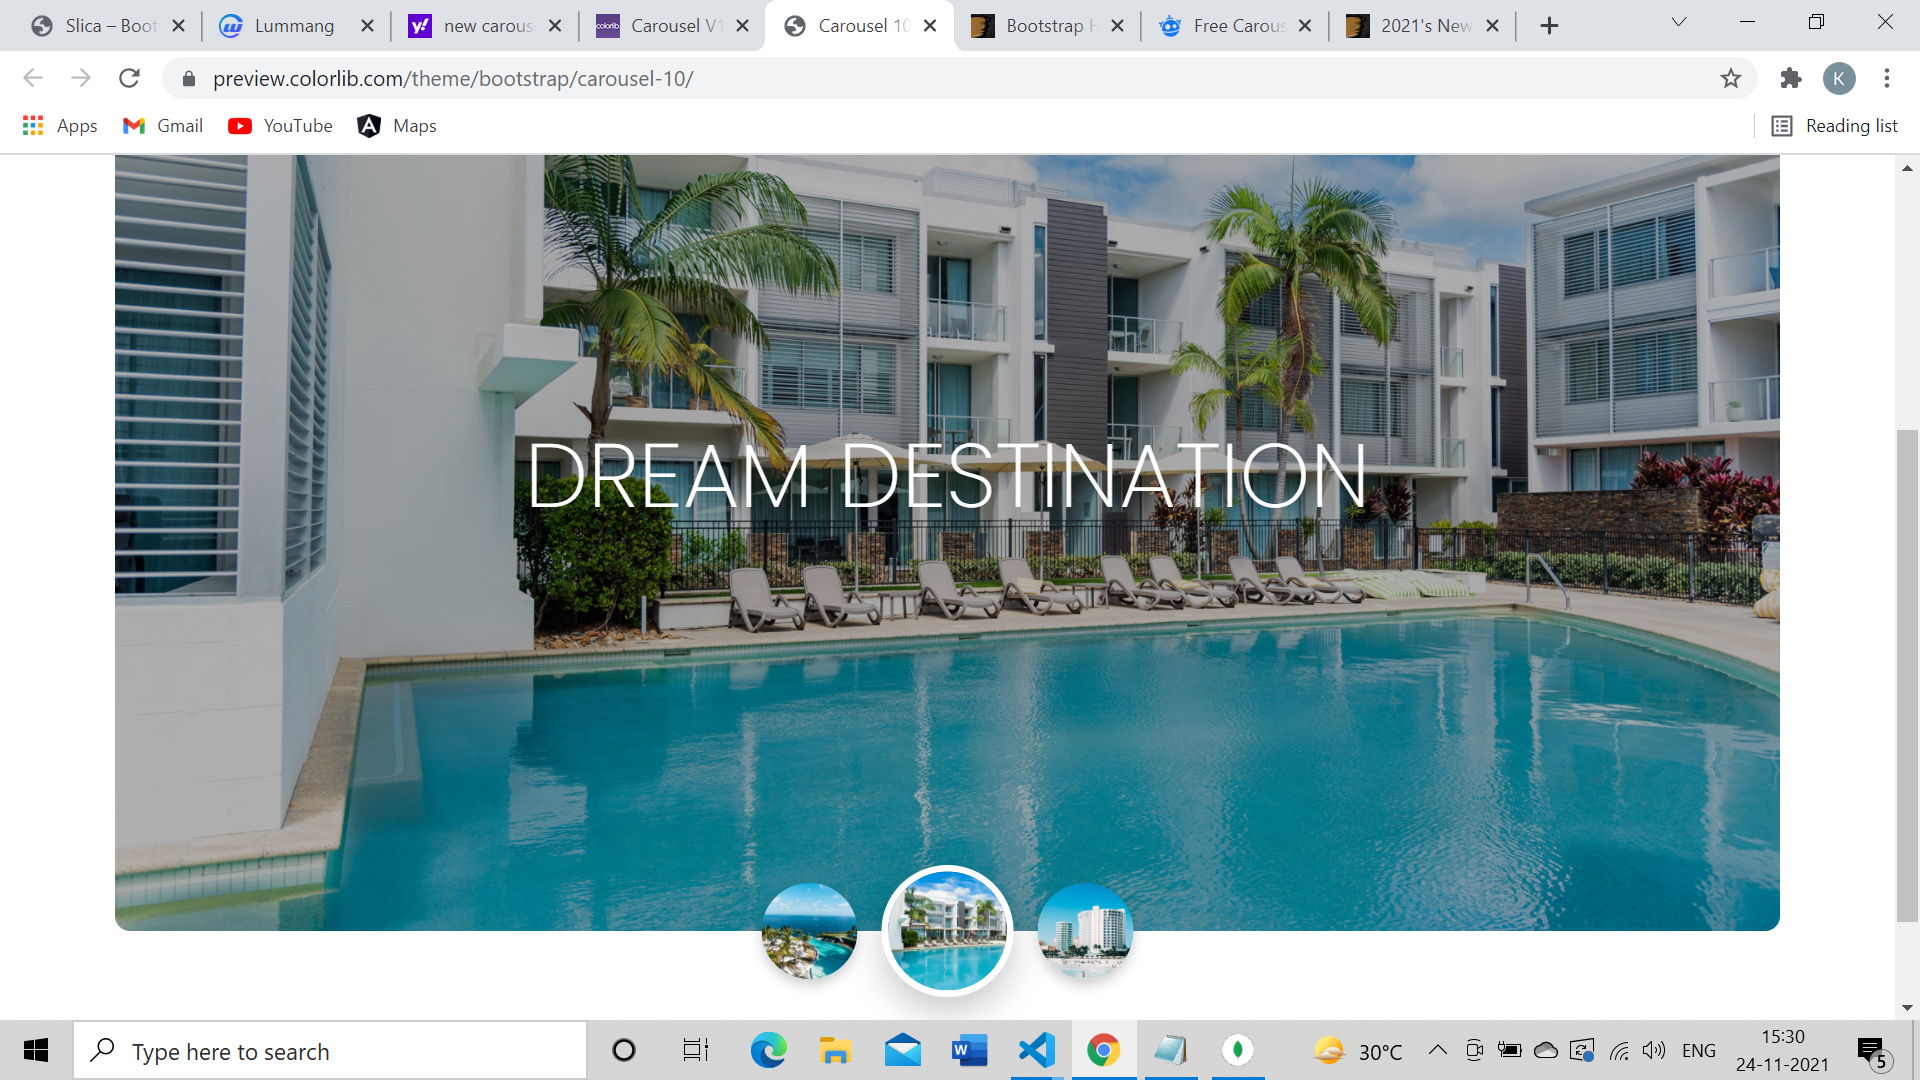 Slica – Boot
Lummang
new carous
Carousel V1
Carousel 10
Bootstrap H
Free Carous
2021's New
preview.colorlib.com/theme/bootstrap/carousel-10/
K
Apps
Gmail
YouTube
Maps
Reading list
DREAM DESTINATION
Type here to search
30°C
ENG
15:30
24-11-2021
5